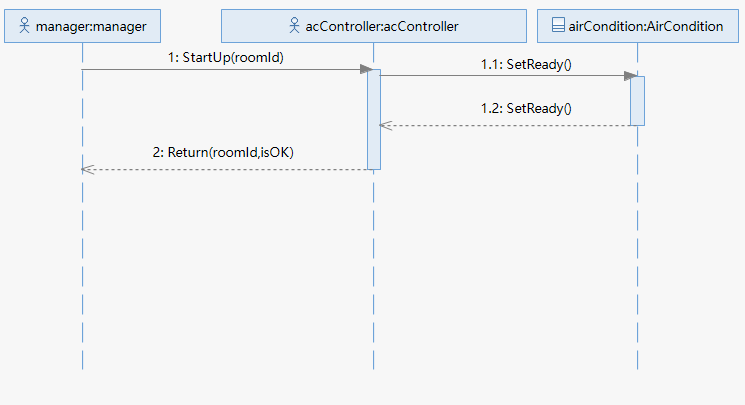 manager:manager
acController:acController
airCondition:AirCondition
1: StartUp(roomId)
1.1: SetReady()
1.2: SetReady()
2: Return(roomId,isOK)